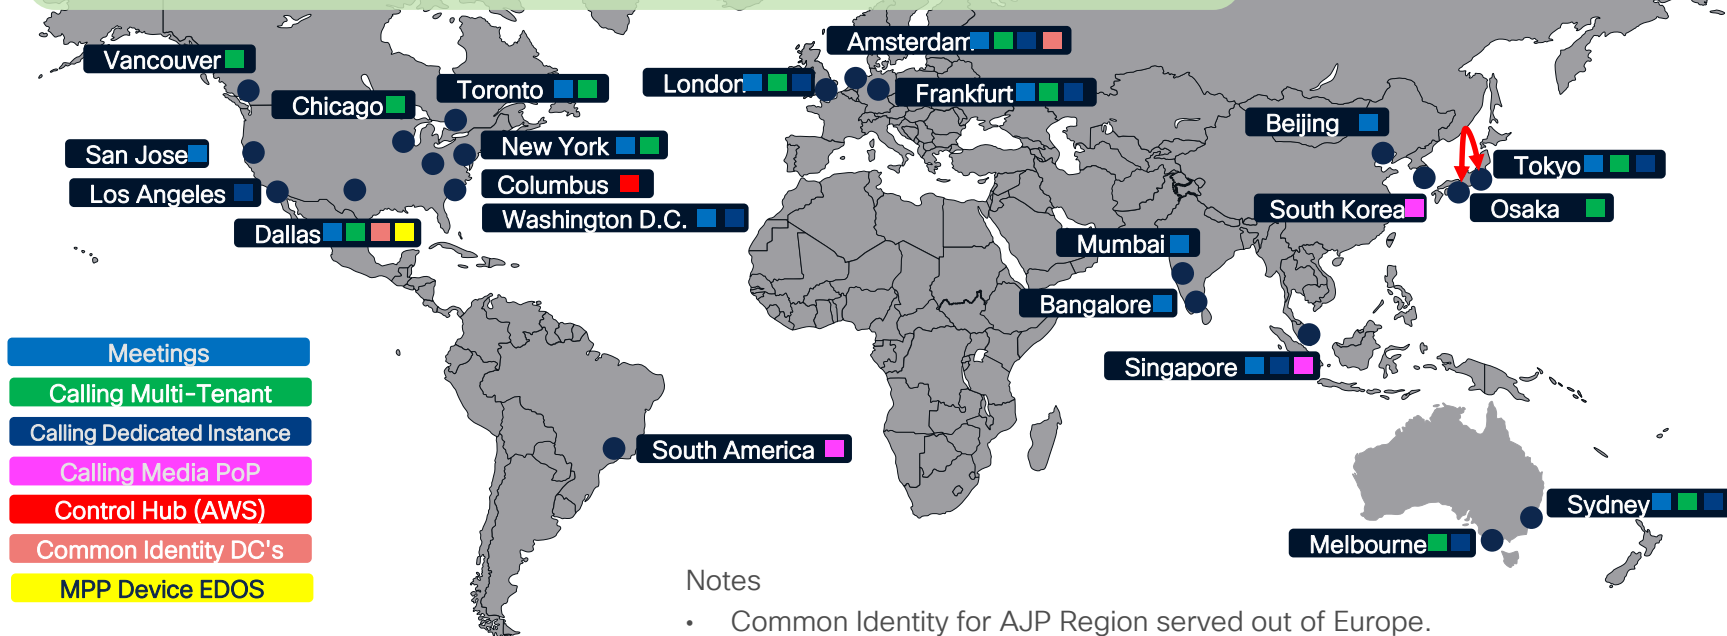 Amsterdam
Vancouver
London
Toronto
Frankfurt
Chicago
Beijing
New York
San Jose
Tokyo
Columbus
Los Angeles
South Korea
Osaka
Washington D.C.
Dallas
Mumbai
Bangalore
Meetings
Singapore
Calling Multi-Tenant
Calling Dedicated Instance
South America
Calling Media PoP
Sydney
Control Hub (AWS)
Melbourne
Common Identity DC's
Notes
MPP Device EDOS
• Common Identity for AJP Region served out of Europe.